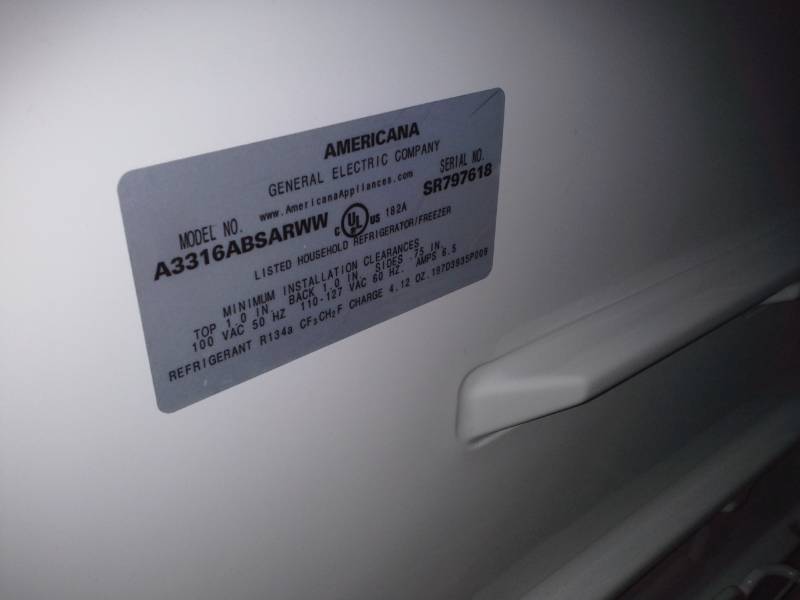 AMERICANA
GENERAL ELECTRIC COMPANY
www.AmericanaAppliances.com
MODEL NO. SERIAL NO.
A3316ABSARWW C UL US 182A SR797618
LISTED HOUSEHOLD REFRIGERATOR/FREEZER
MINIMUM INSTALLATION CLEARANCES
TOP 1.0 IN. BACK 1.0 IN. SIDES .75 IN.
100 VAC 50 HZ 110-127 VAC 60 HZ. AMPS 6.5
REFRIGERANT R134a CF3CH2F CHARGE 4.12 OZ.